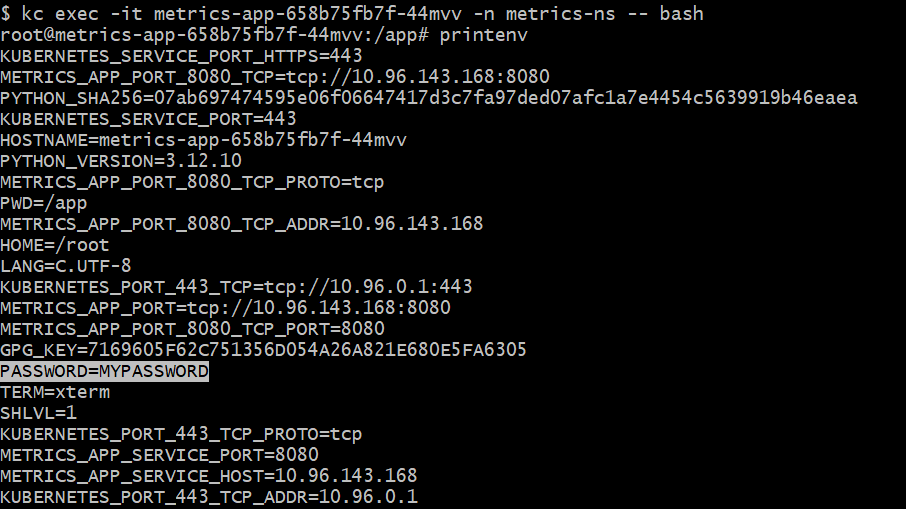 $ kc exec -it metrics-app-658b75fb7f-44mvv -n metrics-ns -- bash
root@metrics-app-658b75fb7f-44mvv:/app# printenv
KUBERNETES_SERVICE_PORT_HTTPS=443
METRICS_APP_PORT_8080_TCP=tcp://10.96.143.168:8080
PYTHON_SHA256=07ab697474595e06f06647417d3c7fa97ded07afc1a7e4454c5639919b46eaea
KUBERNETES_SERVICE_PORT=443
HOSTNAME=metrics-app-658b75fb7f-44mvv
PYTHON_VERSION=3.12.10
METRICS_APP_PORT_8080_TCP_PROTO=tcp
PWD=/app
METRICS_APP_PORT_8080_TCP_ADDR=10.96.143.168
HOME=/root
LANG=C.UTF-8
KUBERNETES_PORT_443_TCP=tcp://10.96.0.1:443
METRICS_APP_PORT=tcp://10.96.143.168:8080
METRICS_APP_PORT_8080_TCP_PORT=8080
GPG_KEY=7169605F62C751356D054A26A821E680E5FA6305
PASSWORD=MYPASSWORD
TERM=xterm
SHLVL=1
KUBERNETES_PORT_443_TCP_PROTO=tcp
METRICS_APP_SERVICE_PORT=8080
METRICS_APP_SERVICE_HOST=10.96.143.168
KUBERNETES_PORT_443_TCP_ADDR=10.96.0.1